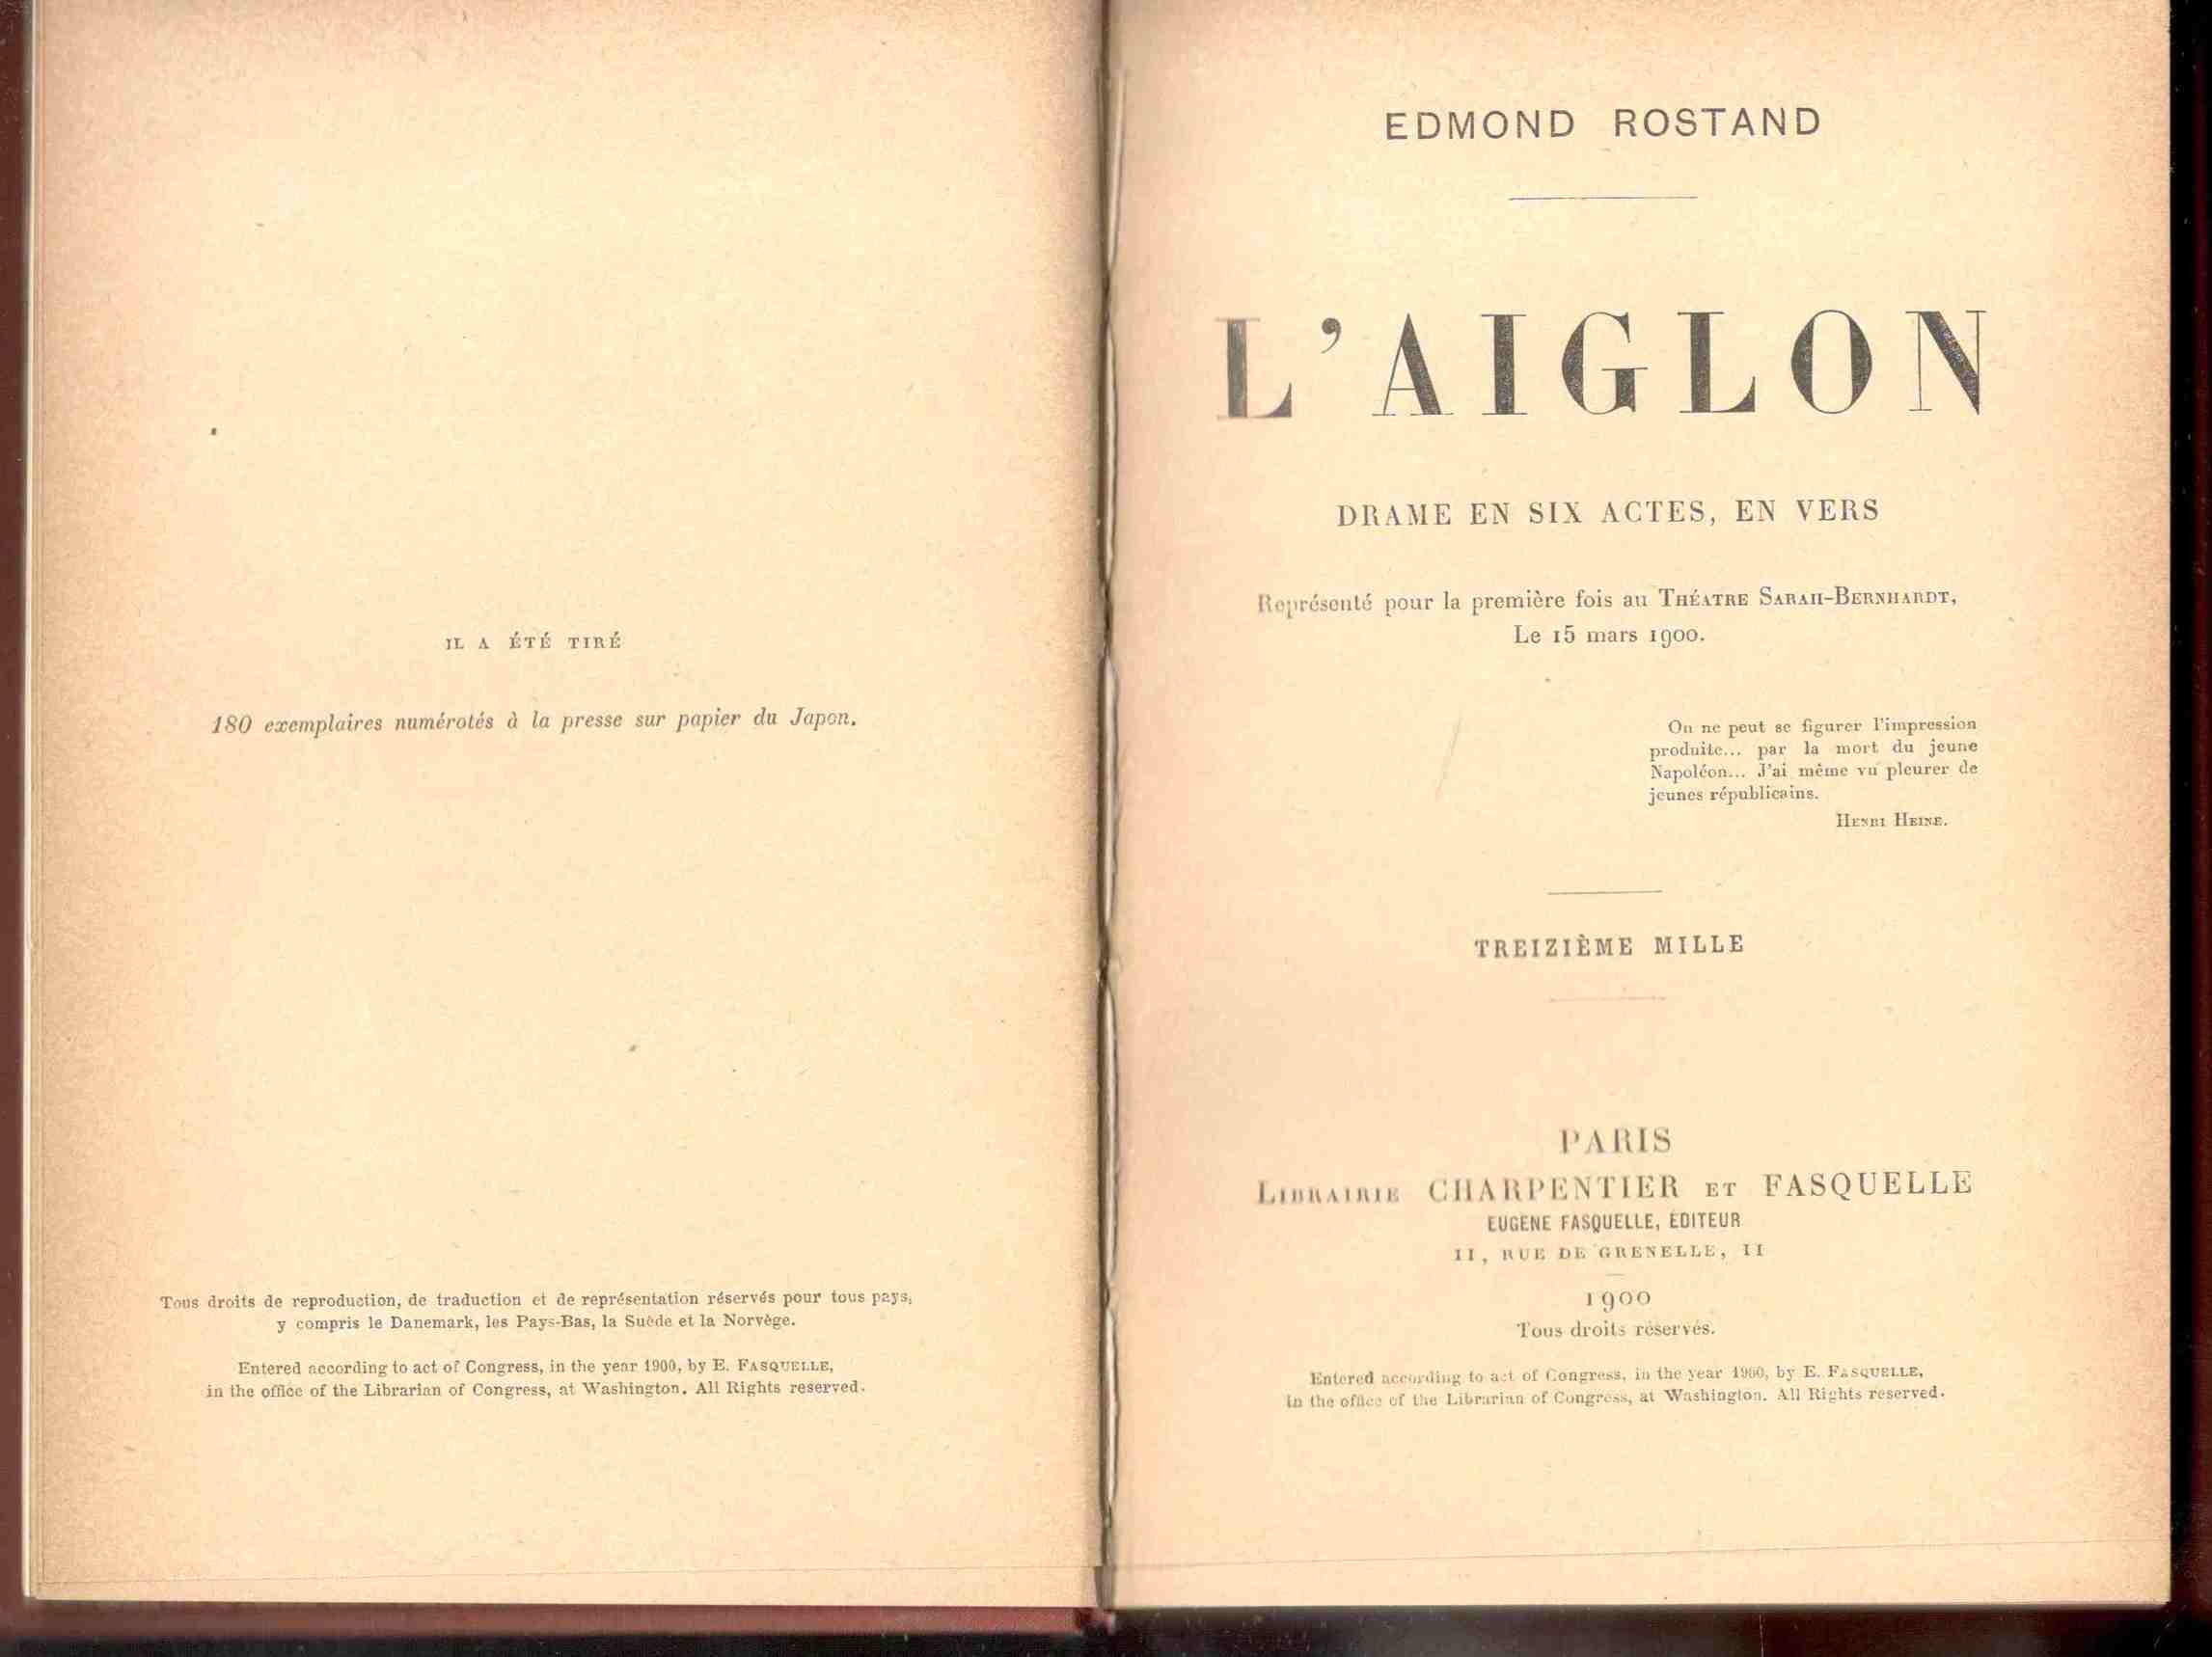 IL A ÉTÉ TIRÉ
180 exemplaires numérotés à la presse sur papier du Japon.
Tous droits de reproduction, de traduction et de représentation réservés pour tous pays,
y compris le Danemark, les Pays-Bas, la Suède et la Norvège.
Entered according to act of Congress, in the year 1900, by E. FASQUELLE,
in the office of the Librarian of Congress, at Washington. All Rights reserved.
EDMOND ROSTAND
L'AIGLON
DRAME EN SIX ACTES, EN VERS
Représenté pour la première fois au THÉATRE SARAH-BERNHARDT,
Le 15 mars 1900.
On ne peut se figurer l'impression
produite... par la mort du jeune
Napoléon... J'ai même vu pleurer de
jeunes républicains.
HENRI HEINE.
TREIZIÈME MILLE
PARIS
LIBRAIRIE CHARPENTIER ET FASQUELLE
EUGÈNE FASQUELLE, ÉDITEUR
11, RUE DE GRENELLE, 11
1900
Tous droits réservés.
Entered according to act of Congress, in the year 1900, by E. FASQUELLE,
in the office of the Librarian of Congress, at Washington. All Rights reserved.